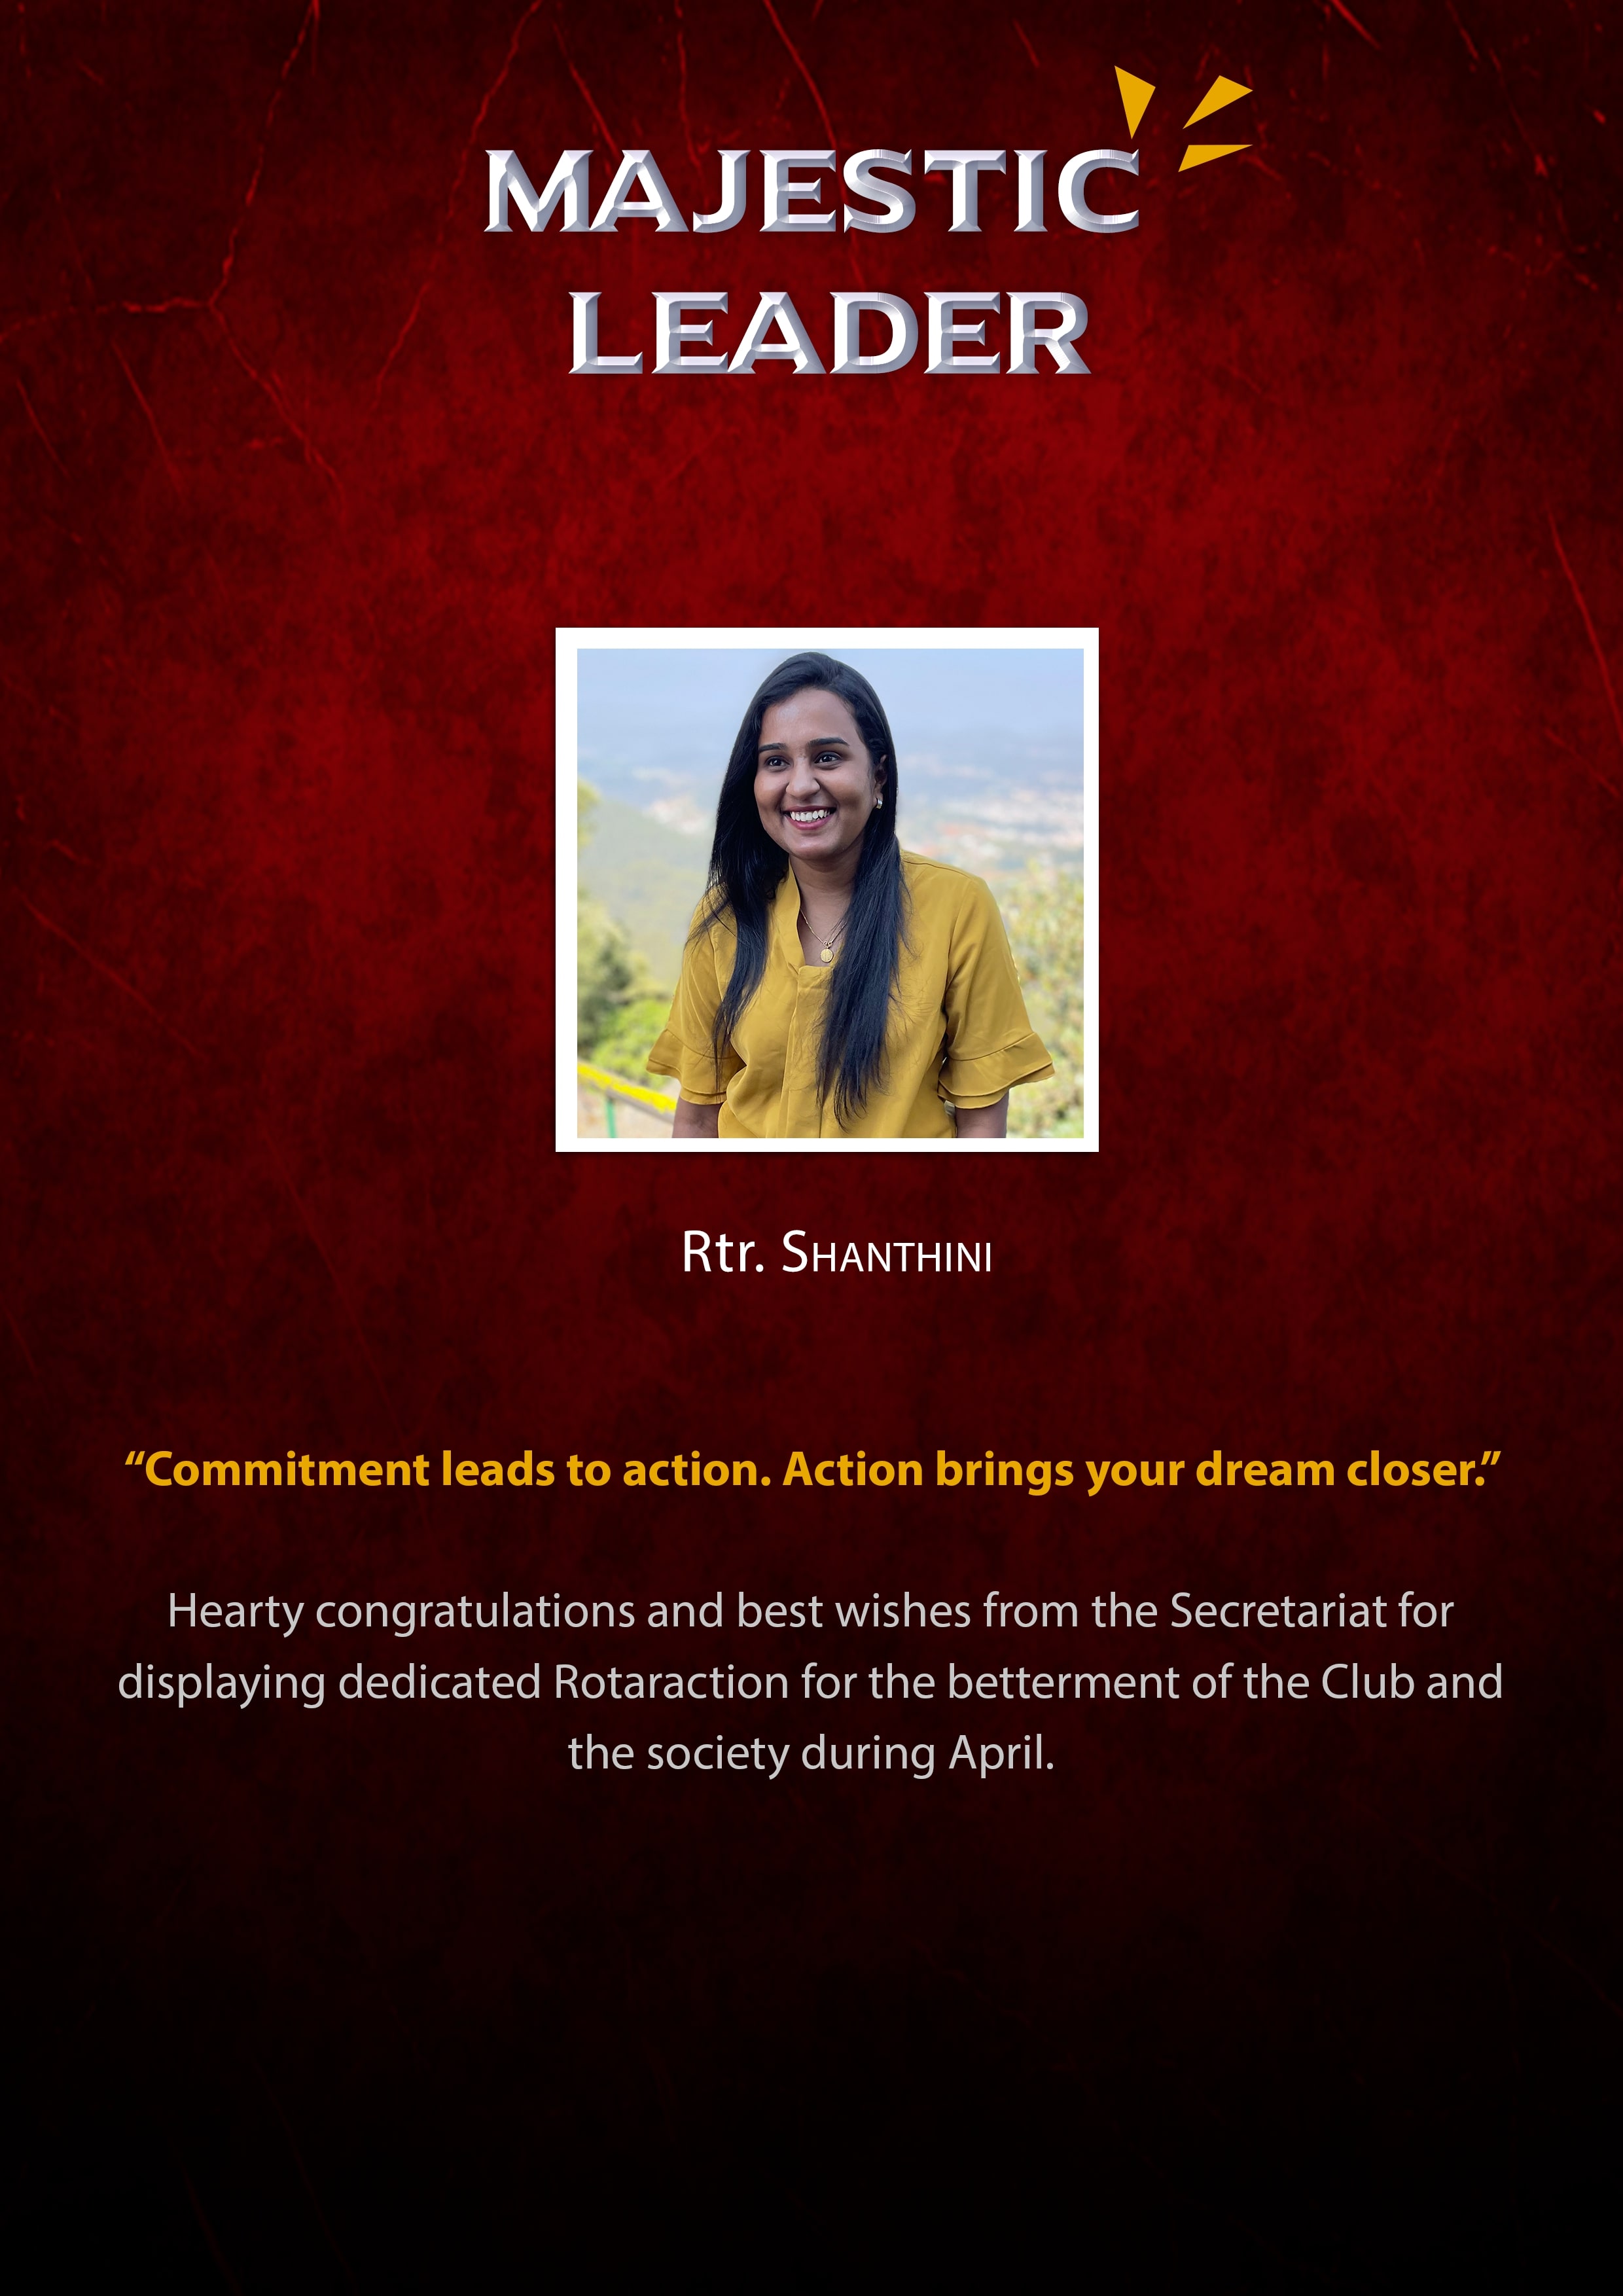 MAJESTIC
LEADER
Rtr. Shanthini
“Commitment leads to action. Action brings your dream closer.”
Hearty congratulations and best wishes from the Secretariat for
displaying dedicated Rotaraction for the betterment of the Club and
the society during April.